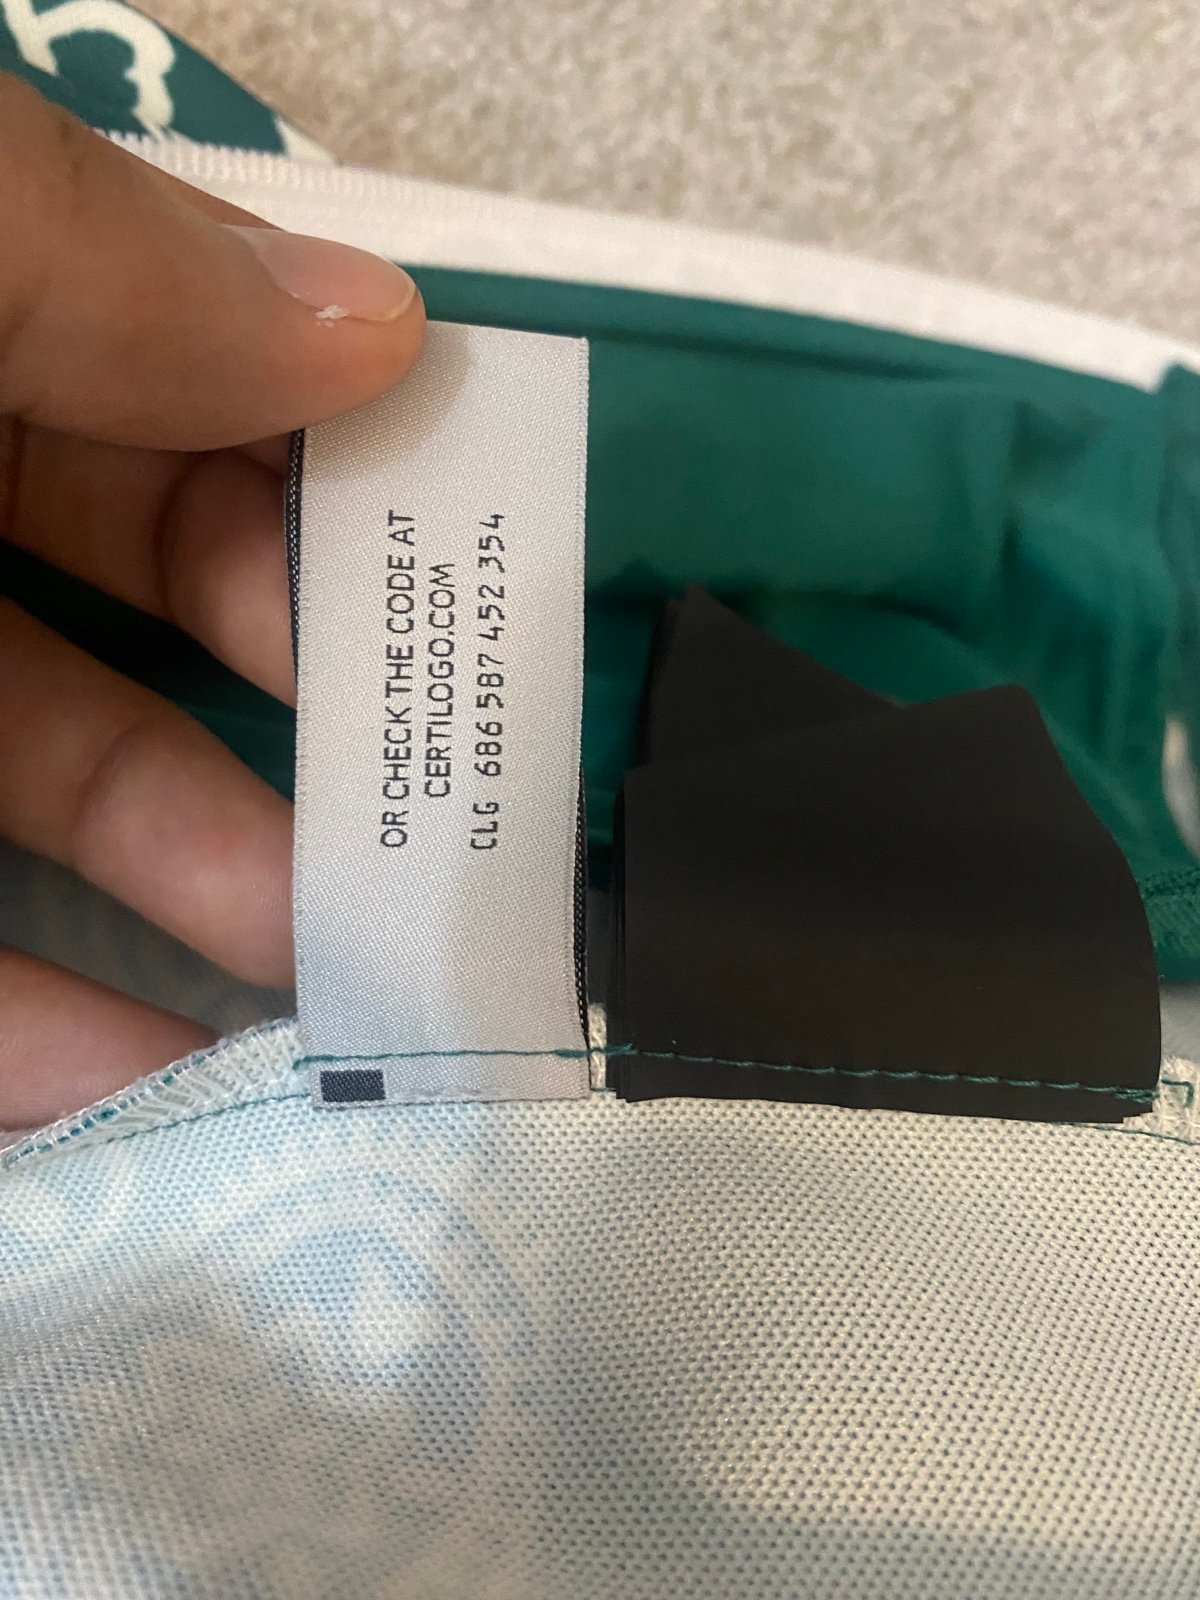 OR CHECK THE CODE AT
CERTILOGO.COM
CLG 686 587 452 354